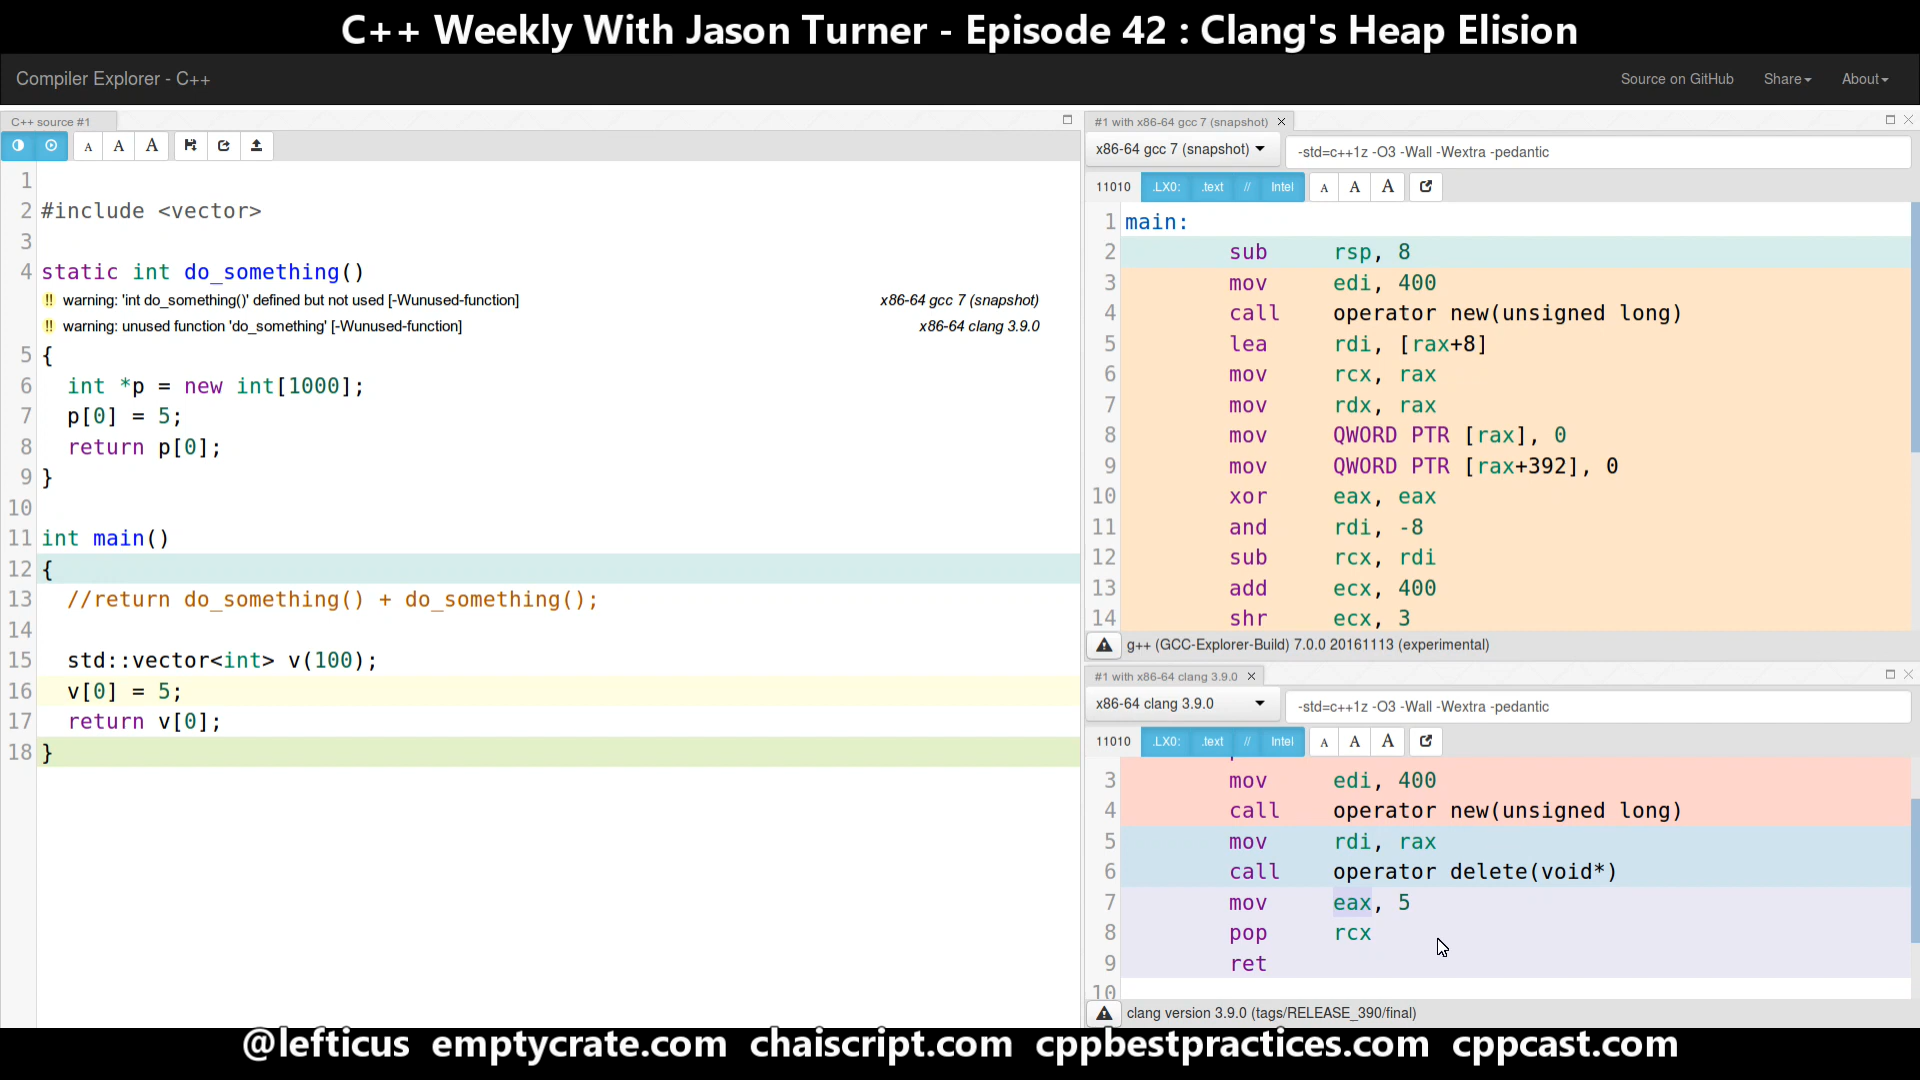 C++ Weekly With Jason Turner - Episode 42 : Clang's Heap Elision
Compiler Explorer - C++
Source on GitHub
Share
About
C++ source #1
A A A
1
2 #include <vector>
3
4 static int do_something()
!! warning: 'int do_something()' defined but not used [-Wunused-function] x86-64 gcc 7 (snapshot)
!! warning: unused function 'do_something' [-Wunused-function] x86-64 clang 3.9.0
5 {
6 int *p = new int[1000];
7 p[0] = 5;
8 return p[0];
9 }
10
11 int main()
12 {
13 //return do_something() + do_something();
14
15 std::vector<int> v(100);
16 v[0] = 5;
17 return v[0];
18 }
#1 with x86-64 gcc 7 (snapshot)
x86-64 gcc 7 (snapshot)
-std=c++1z -O3 -Wall -Wextra -pedantic
11010 .LX0: .text // Intel A A A
1 main:
2 sub rsp, 8
3 mov edi, 400
4 call operator new(unsigned long)
5 lea rdi, [rax+8]
6 mov rcx, rax
7 mov rdx, rax
8 mov QWORD PTR [rax], 0
9 mov QWORD PTR [rax+392], 0
10 xor eax, eax
11 and rdi, -8
12 sub rcx, rdi
13 add ecx, 400
14 shr ecx, 3
g++ (GCC-Explorer-Build) 7.0.0 20161113 (experimental)
#1 with x86-64 clang 3.9.0
x86-64 clang 3.9.0
-std=c++1z -O3 -Wall -Wextra -pedantic
11010 .LX0: .text // Intel A A A
3 mov edi, 400
4 call operator new(unsigned long)
5 mov rdi, rax
6 call operator delete(void*)
7 mov eax, 5
8 pop rcx
9 ret
10
clang version 3.9.0 (tags/RELEASE_390/final)
@lefticus emptycrate.com chaiscript.com cppbestpractices.com cppcast.com